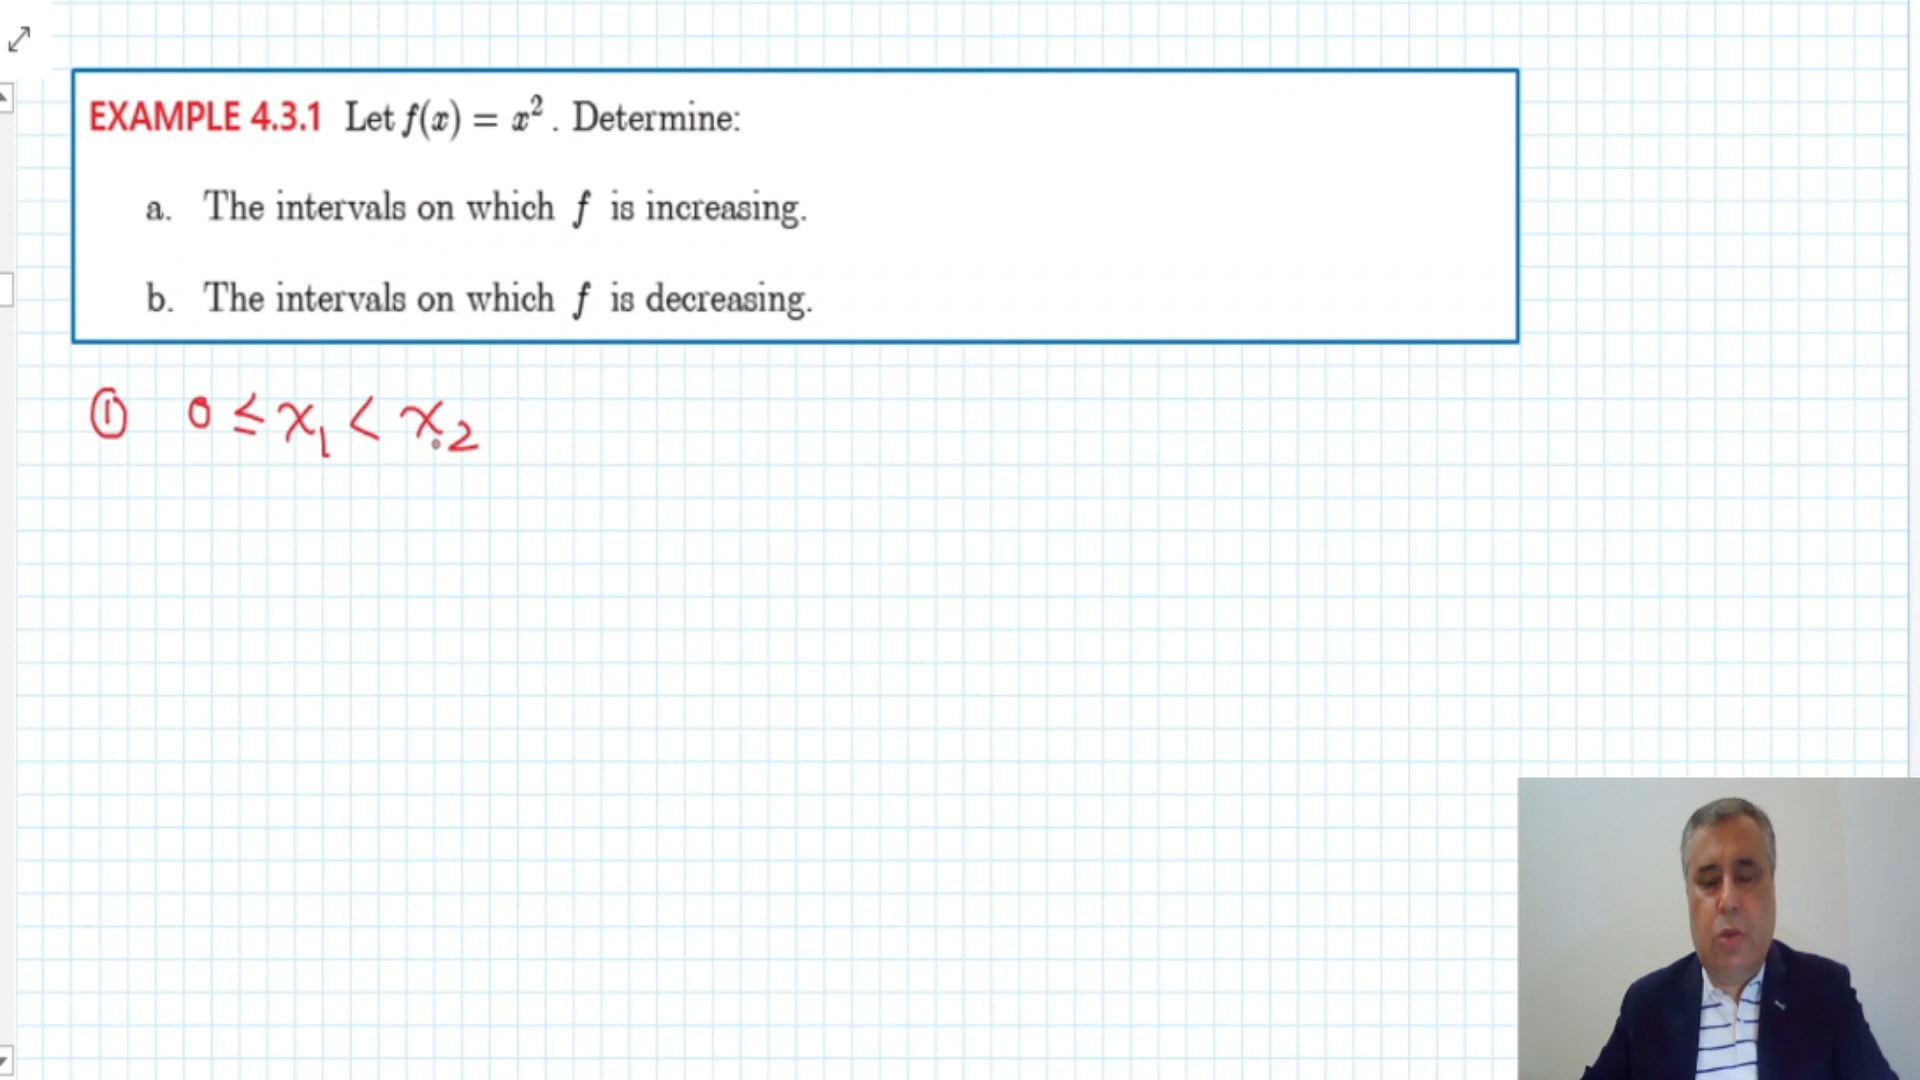 EXAMPLE 4.3.1 Let f(x) = x². Determine:
a. The intervals on which f is increasing.
b. The intervals on which f is decreasing.
① 0 ≤ x₁ < x₂